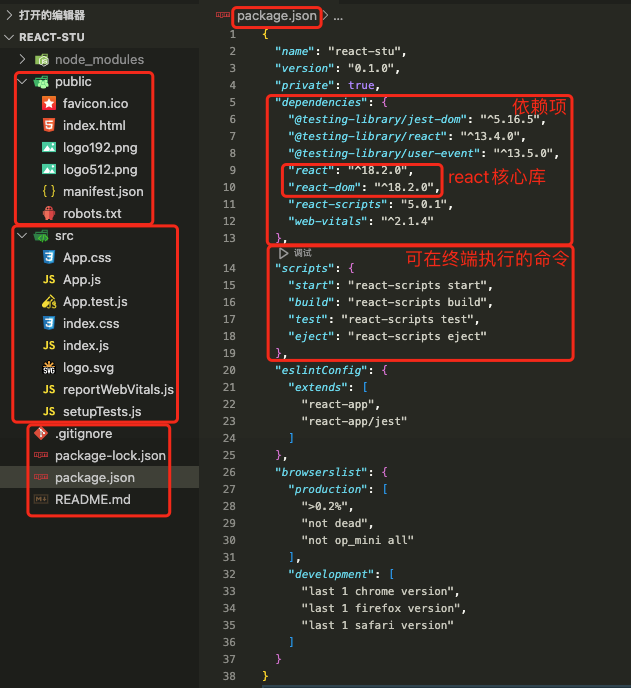 打开的编辑器
REACT-STU
node_modules
public
favicon.ico
index.html
logo192.png
logo512.png
manifest.json
robots.txt
src
App.css
App.js
App.test.js
index.css
index.js
logo.svg
reportWebVitals.js
setupTests.js
.gitignore
package-lock.json
package.json
README.md
package.json > ...
1 {
2 "name": "react-stu",
3 "version": "0.1.0",
4 "private": true,
5 "dependencies": { 依赖项
6 "@testing-library/jest-dom": "^5.16.5",
7 "@testing-library/react": "^13.4.0",
8 "@testing-library/user-event": "^13.5.0",
9 "react": "^18.2.0", react核心库
10 "react-dom": "^18.2.0",
11 "react-scripts": "5.0.1",
12 "web-vitals": "^2.1.4"
13 },
调试 可在终端执行的命令
14 "scripts": {
15 "start": "react-scripts start",
16 "build": "react-scripts build",
17 "test": "react-scripts test",
18 "eject": "react-scripts eject"
19 },
20 "eslintConfig": {
21 "extends": [
22 "react-app",
23 "react-app/jest"
24 ]
25 },
26 "browserslist": {
27 "production": [
28 ">0.2%",
29 "not dead",
30 "not op_mini all"
31 ],
32 "development": [
33 "last 1 chrome version",
34 "last 1 firefox version",
35 "last 1 safari version"
36 ]
37 }
38 }